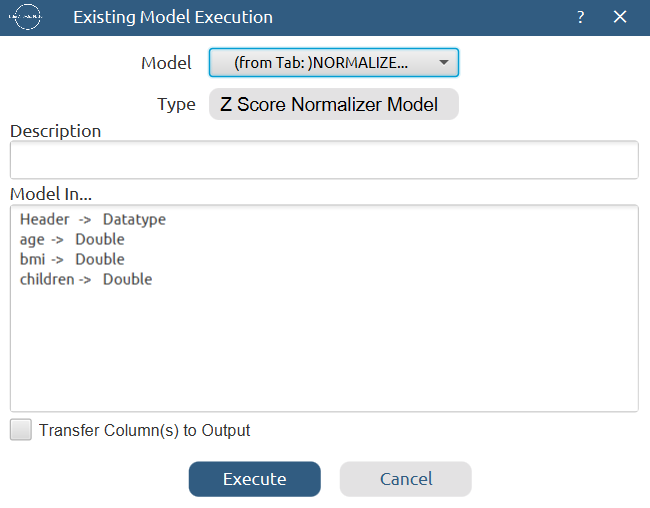 Existing Model Execution ?
Model (from Tab: )NORMALIZE...
Type Z Score Normalizer Model
Description
Model In...
Header -> Datatype
age -> Double
bmi -> Double
children -> Double
Transfer Column(s) to Output
Execute Cancel